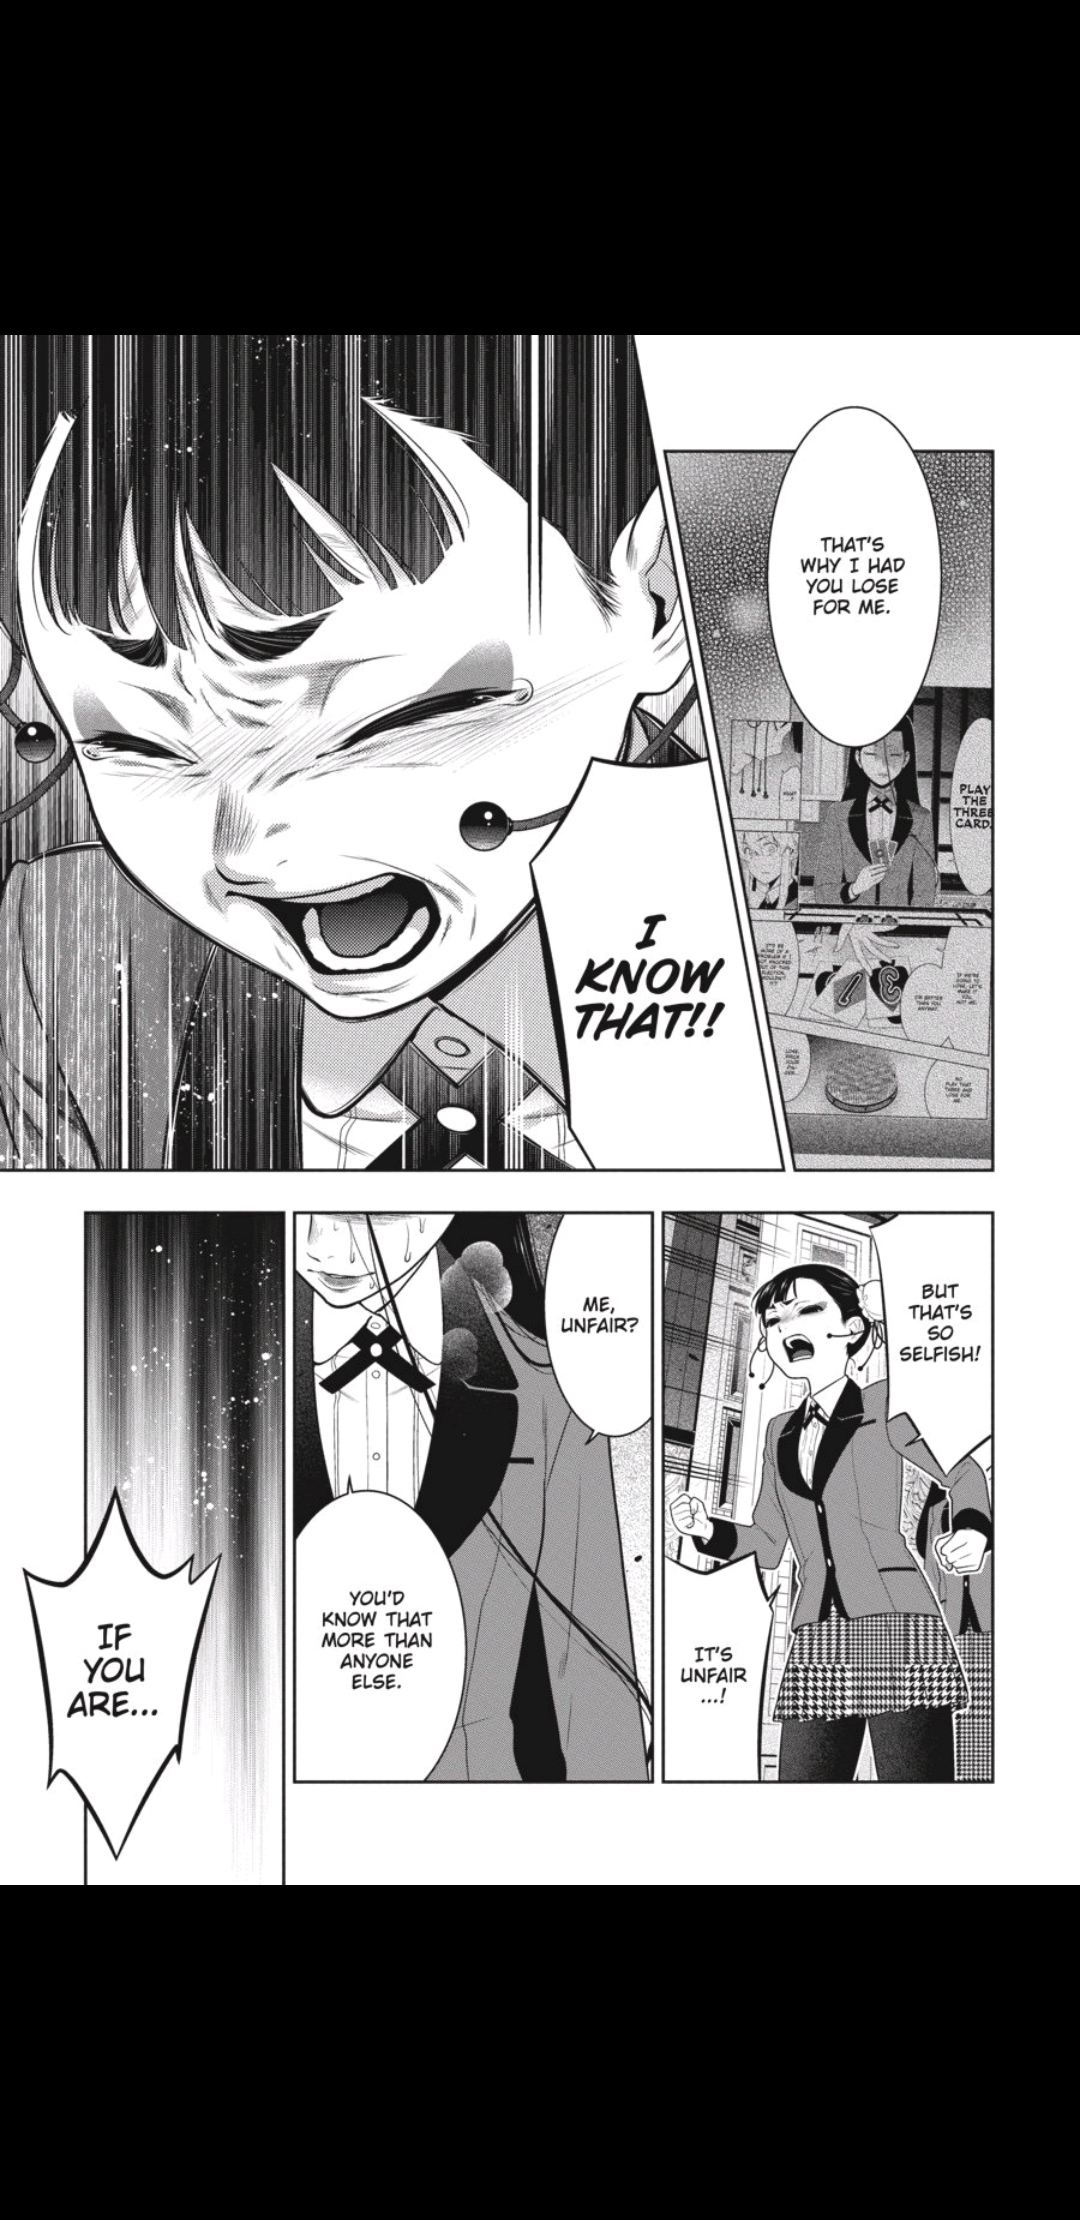 THAT'S
WHY I HAD
YOU LOSE
FOR ME.
PLAY
THE
THREE
CARD.
I
KNOW
THAT!!
BUT
THAT'S
SO
SELFISH!
IT'S
UNFAIR
...!
ME,
UNFAIR?
YOU'D
KNOW THAT
MORE THAN
ANYONE
ELSE.
IF
YOU
ARE...